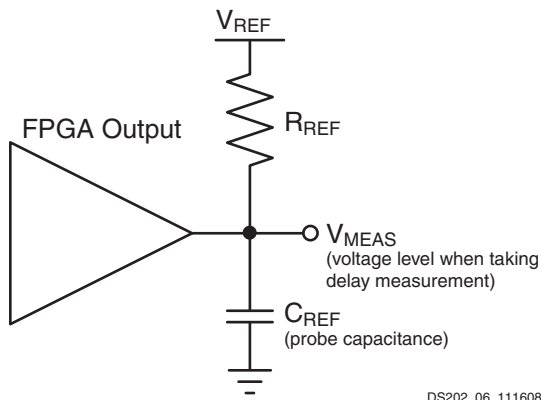 VREF
FPGA Output
RREF
VMEAS
(voltage level when taking
delay measurement)
CREF
(probe capacitance)
DS202_06_111608